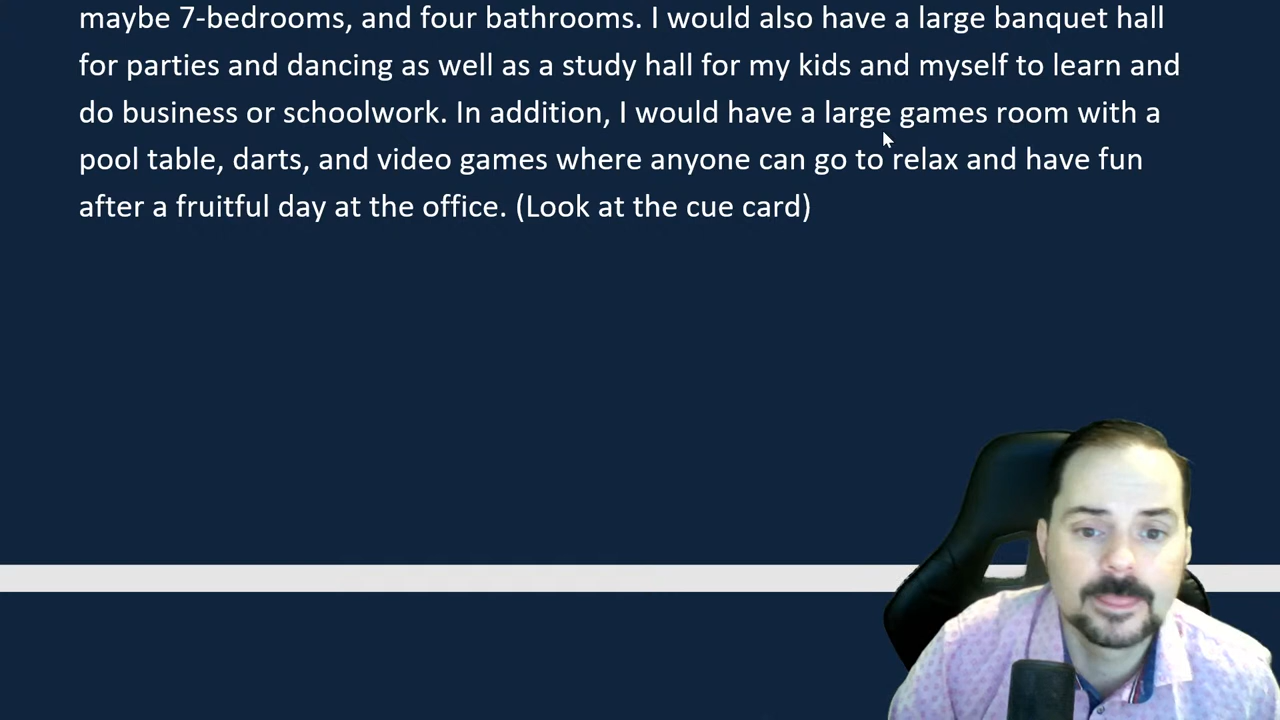 maybe 7-bedrooms, and four bathrooms. I would also have a large banquet hall
for parties and dancing as well as a study hall for my kids and myself to learn and
do business or schoolwork. In addition, I would have a large games room with a
pool table, darts, and video games where anyone can go to relax and have fun
after a fruitful day at the office. (Look at the cue card)